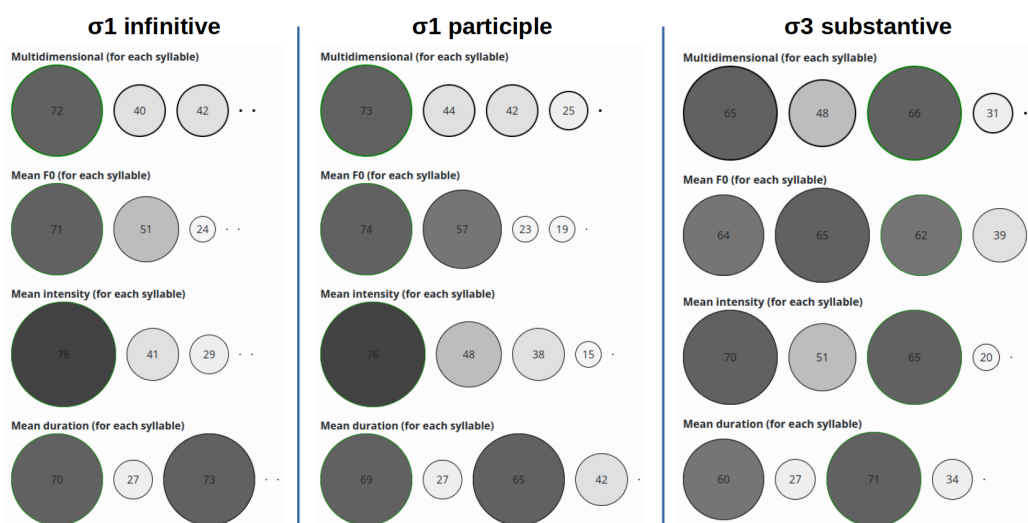 σ1 infinitive
Multidimensional (for each syllable)
72 40 42
Mean F0 (for each syllable)
71 51 24
Mean intensity (for each syllable)
76 41 29
Mean duration (for each syllable)
70 27 73
σ1 participle
Multidimensional (for each syllable)
73 44 42 25
Mean F0 (for each syllable)
74 57 23 19
Mean intensity (for each syllable)
76 48 38 15
Mean duration (for each syllable)
69 27 65 42
σ3 substantive
Multidimensional (for each syllable)
65 48 66 31
Mean F0 (for each syllable)
64 65 62 39
Mean intensity (for each syllable)
70 51 65 20
Mean duration (for each syllable)
60 27 71 34